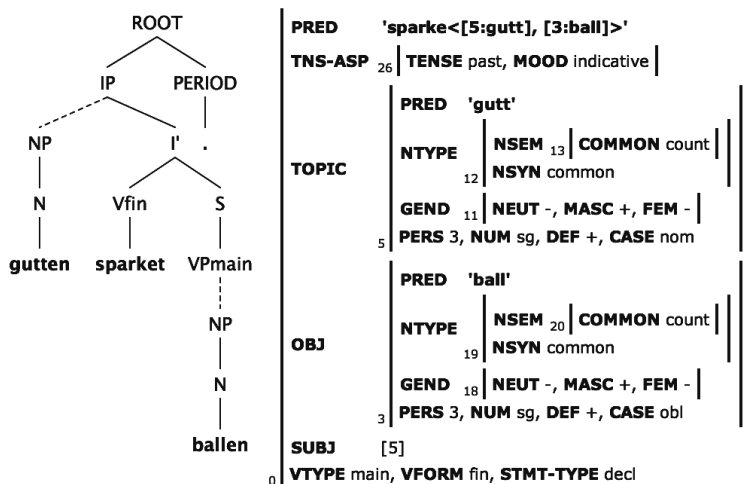 ROOT
IP PERIOD
NP I' .
N Vfin S
gutten sparket VPmain
NP
N
ballen
PRED 'sparke<[5:gutt], [3:ball]>'
TNS-ASP 26 TENSE past, MOOD indicative
TOPIC
PRED 'gutt'
NTYPE
NSEM 13 COMMON count
12 NSYN common
GEND 11 NEUT -, MASC +, FEM -
5 PERS 3, NUM sg, DEF +, CASE nom
OBJ
PRED 'ball'
NTYPE
NSEM 20 COMMON count
19 NSYN common
GEND 18 NEUT -, MASC +, FEM -
3 PERS 3, NUM sg, DEF +, CASE obl
SUBJ [5]
0 VTYPE main, VFORM fin, STMT-TYPE decl